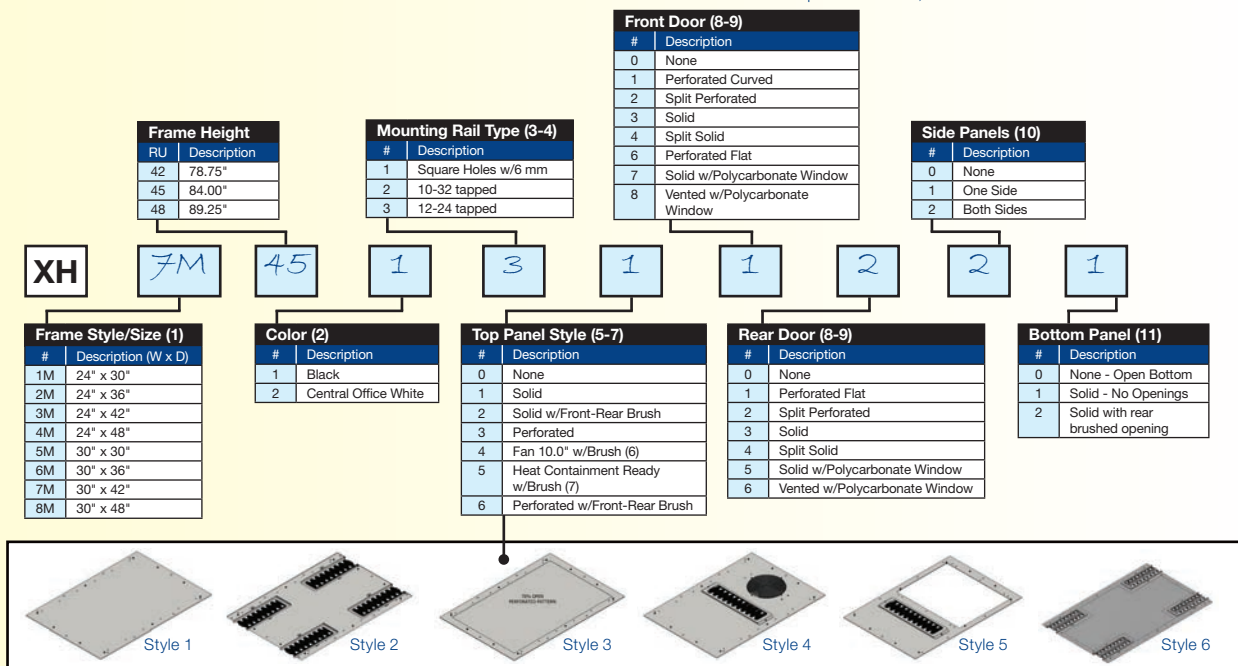 Front Door (8-9)
# Description
0 None
1 Perforated Curved
2 Split Perforated
3 Solid
4 Split Solid
6 Perforated Flat
7 Solid w/Polycarbonate Window
8 Vented w/Polycarbonate
Window
Frame Height
RU Description
42 78.75"
45 84.00"
48 89.25"
Mounting Rail Type (3-4)
# Description
1 Square Holes w/6 mm
2 10-32 tapped
3 12-24 tapped
Side Panels (10)
# Description
0 None
1 One Side
2 Both Sides
XH 7M 45 1 3 1 1 2 2 1
Frame Style/Size (1)
# Description (W x D)
1M 24" x 30"
2M 24" x 36"
3M 24" x 42"
4M 24" x 48"
5M 30" x 30"
6M 30" x 36"
7M 30" x 42"
8M 30" x 48"
Color (2)
# Description
1 Black
2 Central Office White
Top Panel Style (5-7)
# Description
0 None
1 Solid
2 Solid w/Front-Rear Brush
3 Perforated
4 Fan 10.0" w/Brush (6)
5 Heat Containment Ready
w/Brush (7)
6 Perforated w/Front-Rear Brush
Rear Door (8-9)
# Description
0 None
1 Perforated Flat
2 Split Perforated
3 Solid
4 Split Solid
5 Solid w/Polycarbonate Window
6 Vented w/Polycarbonate Window
Bottom Panel (11)
# Description
0 None - Open Bottom
1 Solid - No Openings
2 Solid with rear
brushed opening
PERFORATED PATTERN
Style 1
Style 2
Style 3
Style 4
Style 5
Style 6